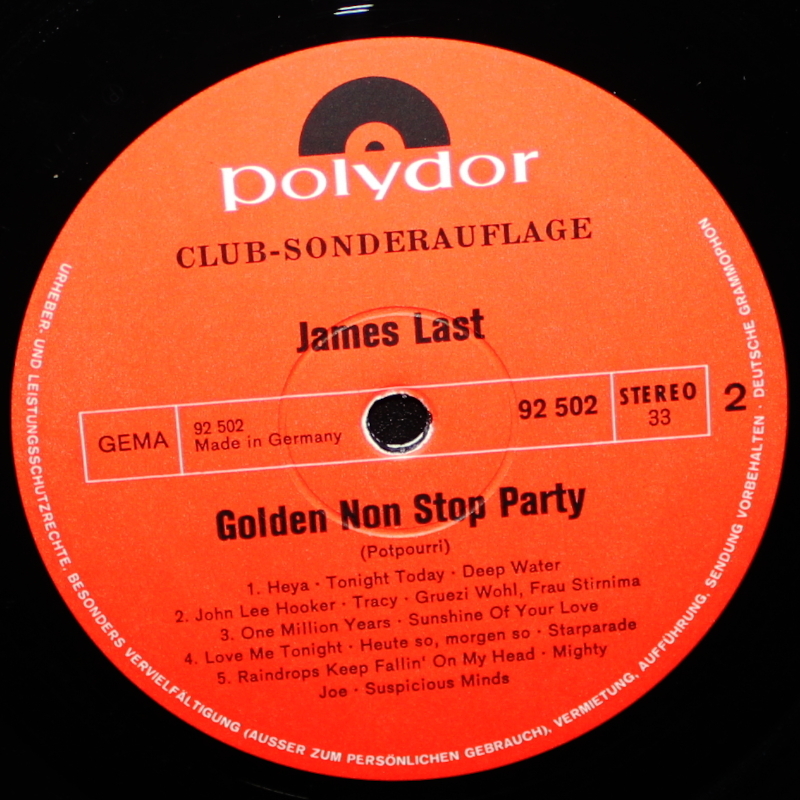 polydor
CLUB-SONDERAUFLAGE
James Last
GEMA
92 502
Made in Germany
92 502
STEREO
33
2
Golden Non Stop Party
(Potpourri)
1. Heya · Tonight Today · Deep Water
2. John Lee Hooker · Tracy · Gruezi Wohl, Frau Stirnima
3. One Million Years · Sunshine Of Your Love
4. Love Me Tonight · Heute so, morgen so · Starparade
5. Raindrops Keep Fallin' On My Head · Mighty
Joe · Suspicious Minds
URHEBER- UND LEISTUNGSSCHUTZRECHTE, BESONDERS VERVIELFÄLTIGUNG (AUSSER ZUM PERSÖNLICHEN GEBRAUCH), VERMIETUNG, AUFFÜHRUNG, SENDUNG VORBEHALTEN · DEUTSCHE GRAMMOPHON